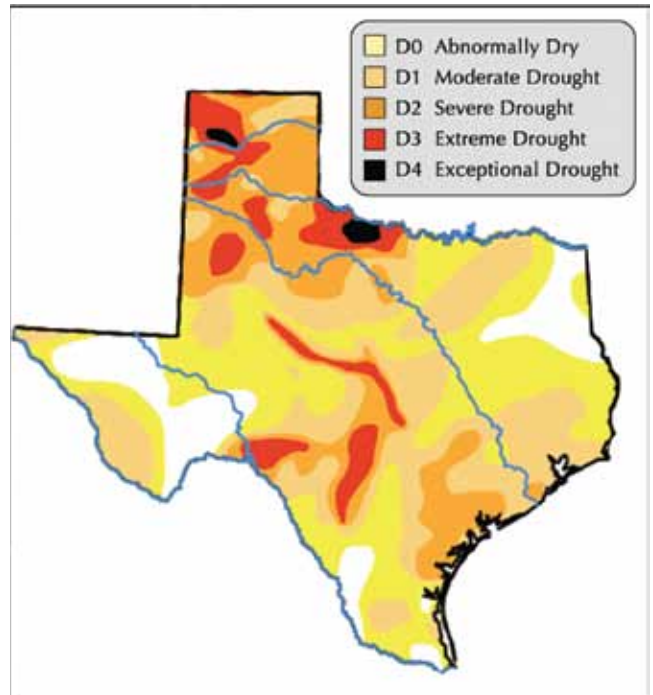 D0 Abnormally Dry
D1 Moderate Drought
D2 Severe Drought
D3 Extreme Drought
D4 Exceptional Drought